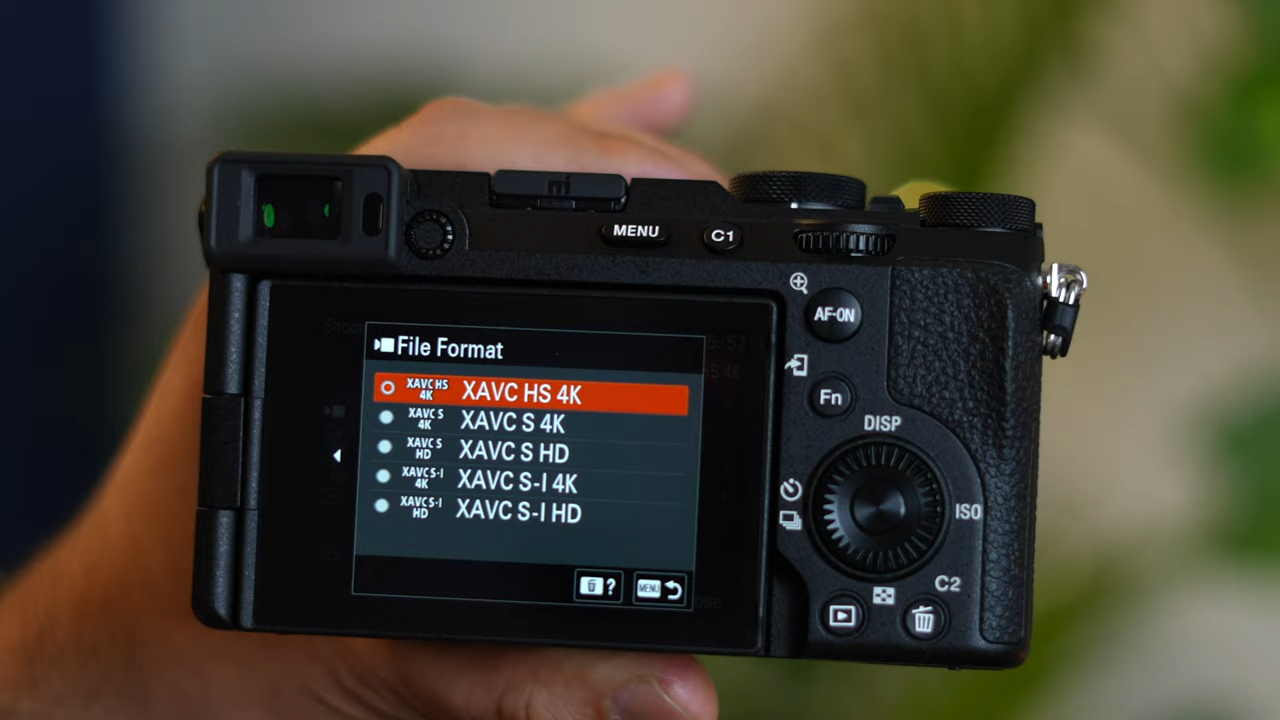 MENU
C1
AF-ON
Fn
DISP
ISO
C2
File Format
XAVC HS 4K XAVC HS 4K
XAVC S 4K XAVC S 4K
XAVC S HD XAVC S HD
XAVC S-I 4K XAVC S-I 4K
XAVC S-I HD XAVC S-I HD
?
MENU